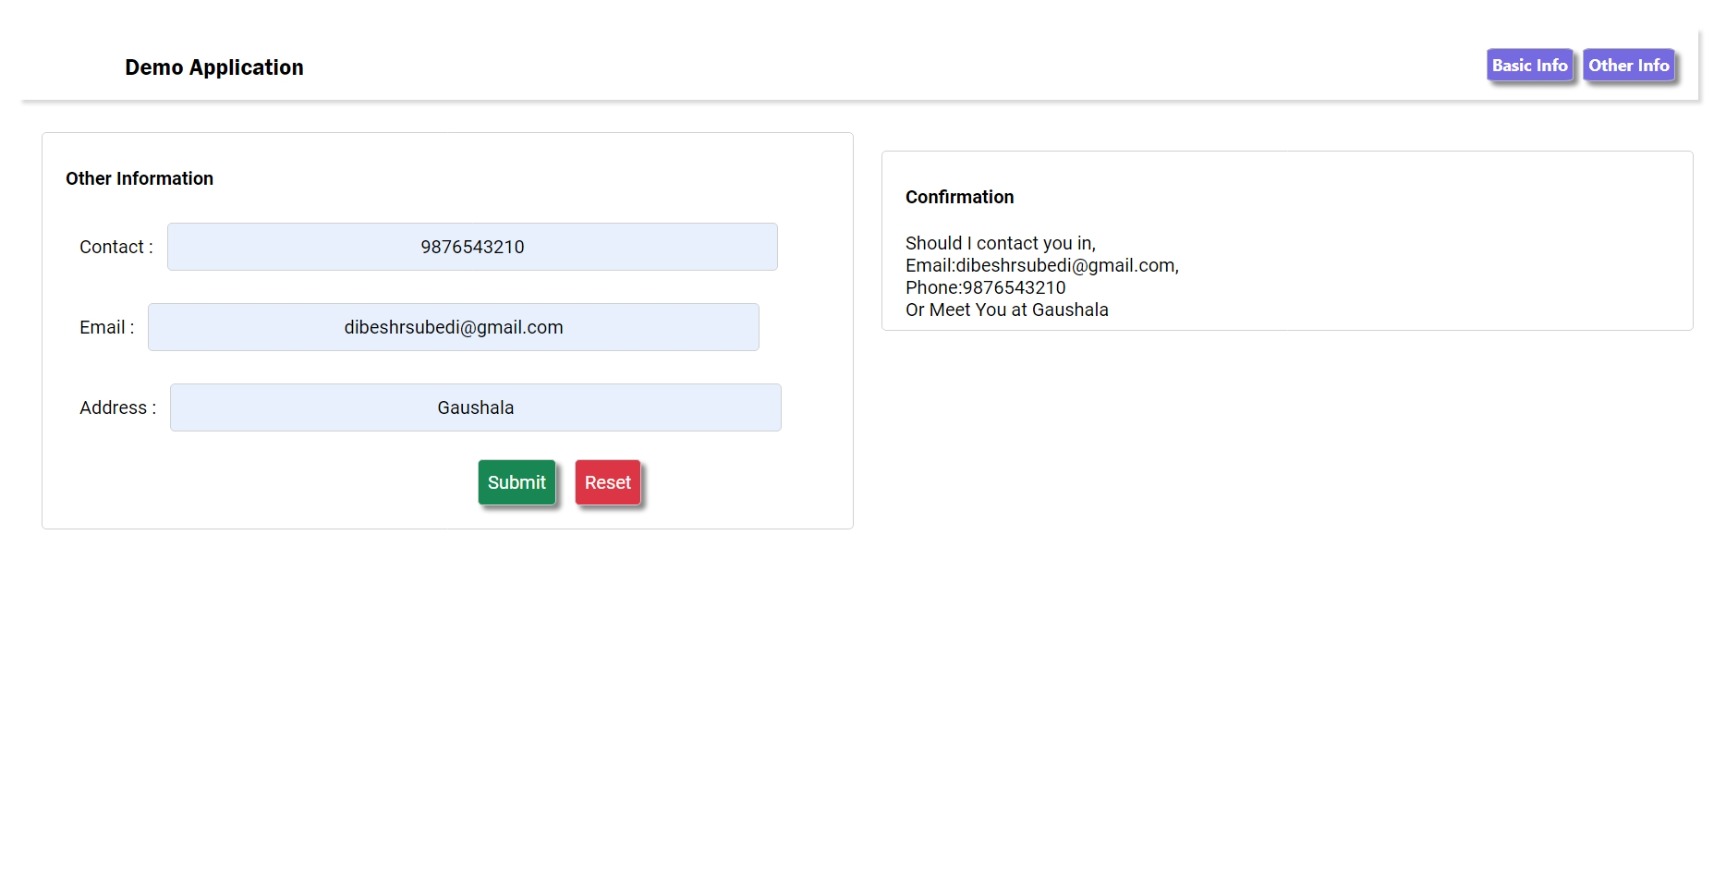 Demo Application
Basic Info
Other Info
Other Information
Contact :
9876543210
Email :
dibeshrsubedi@gmail.com
Address :
Gaushala
Submit
Reset
Confirmation
Should I contact you in,
Email:dibeshrsubedi@gmail.com,
Phone:9876543210
Or Meet You at Gaushala